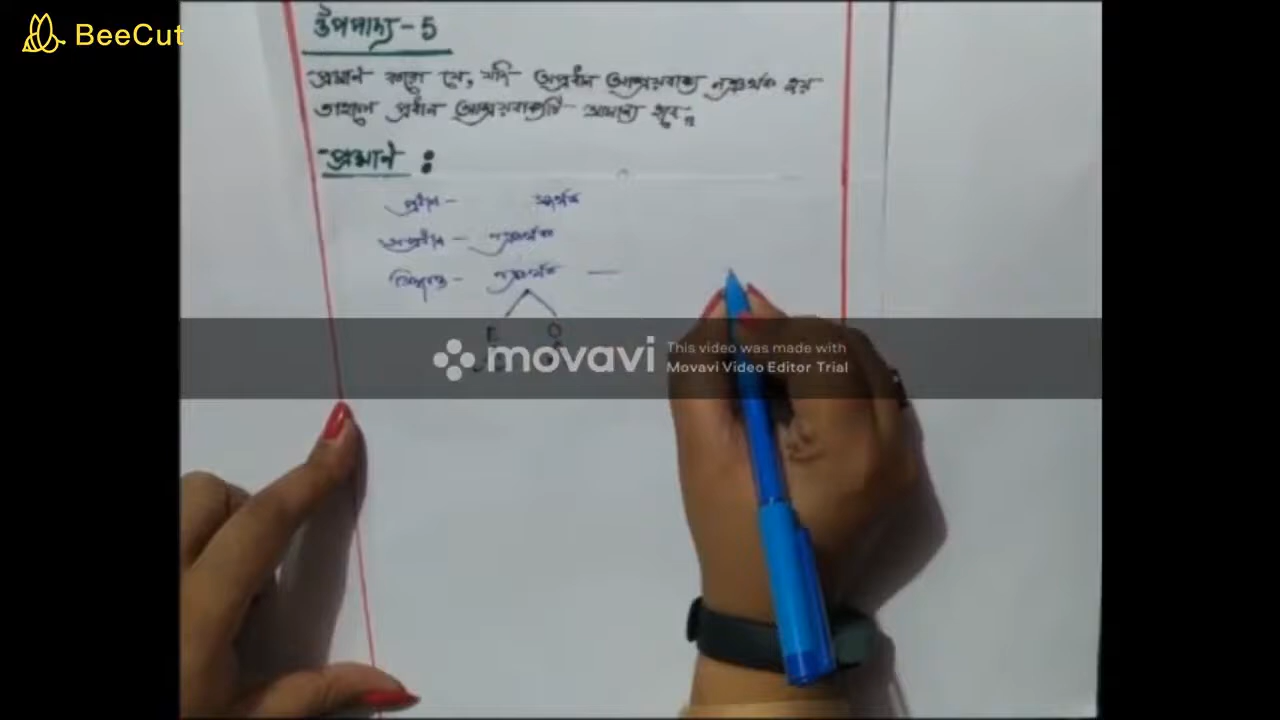 BeeCut
উপপাদ্য - 5
প্রমাণ করো যে, যদি অপ্রধান আশ্রয়বাক্য নঞর্থক হয়
তাহলে প্রধান আশ্রয়বাক্যটি হবে।
প্রমাণ :
প্রধান - সদর্থক
অপ্রধান - নঞর্থক
সিদ্ধান্ত - নঞর্থক —
E O
movavi
This video was made with
Movavi Video Editor Trial